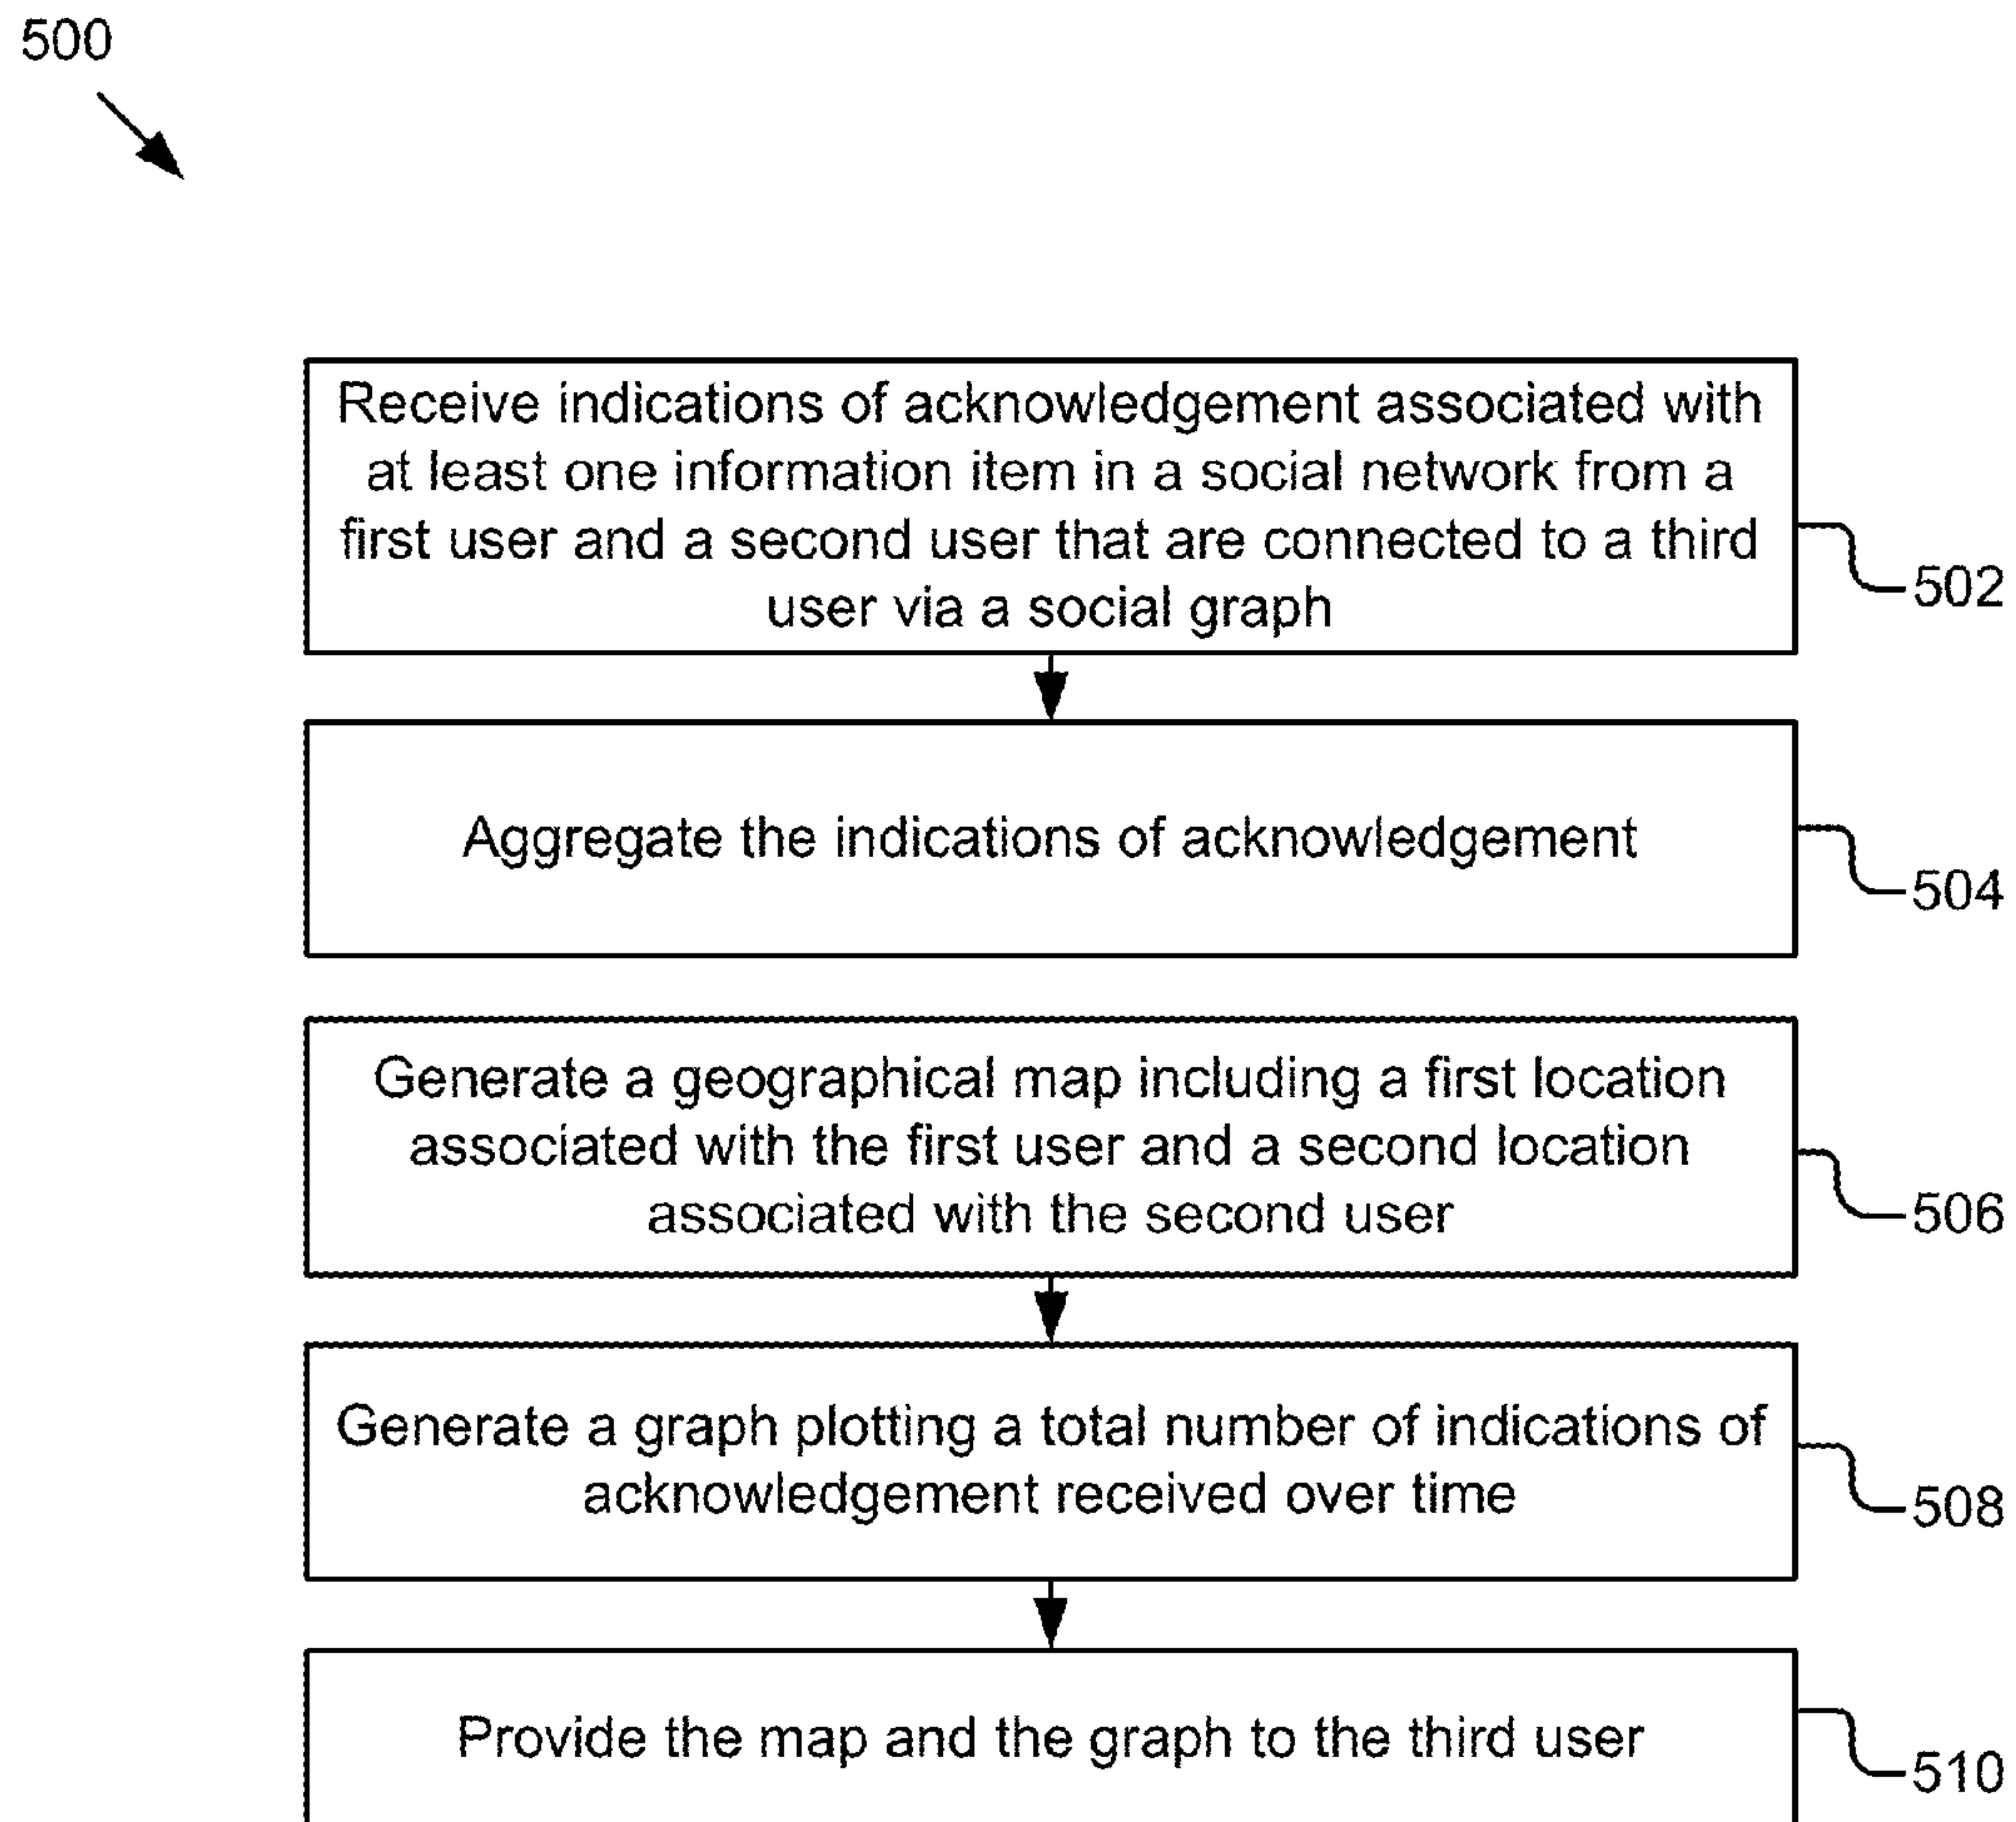 500
Receive indications of acknowledgement associated with
at least one information item in a social network from a
first user and a second user that are connected to a third
user via a social graph
502
Aggregate the indications of acknowledgement
504
Generate a geographical map including a first location
associated with the first user and a second location
associated with the second user
506
Generate a graph plotting a total number of indications of
acknowledgement received over time
508
Provide the map and the graph to the third user
510